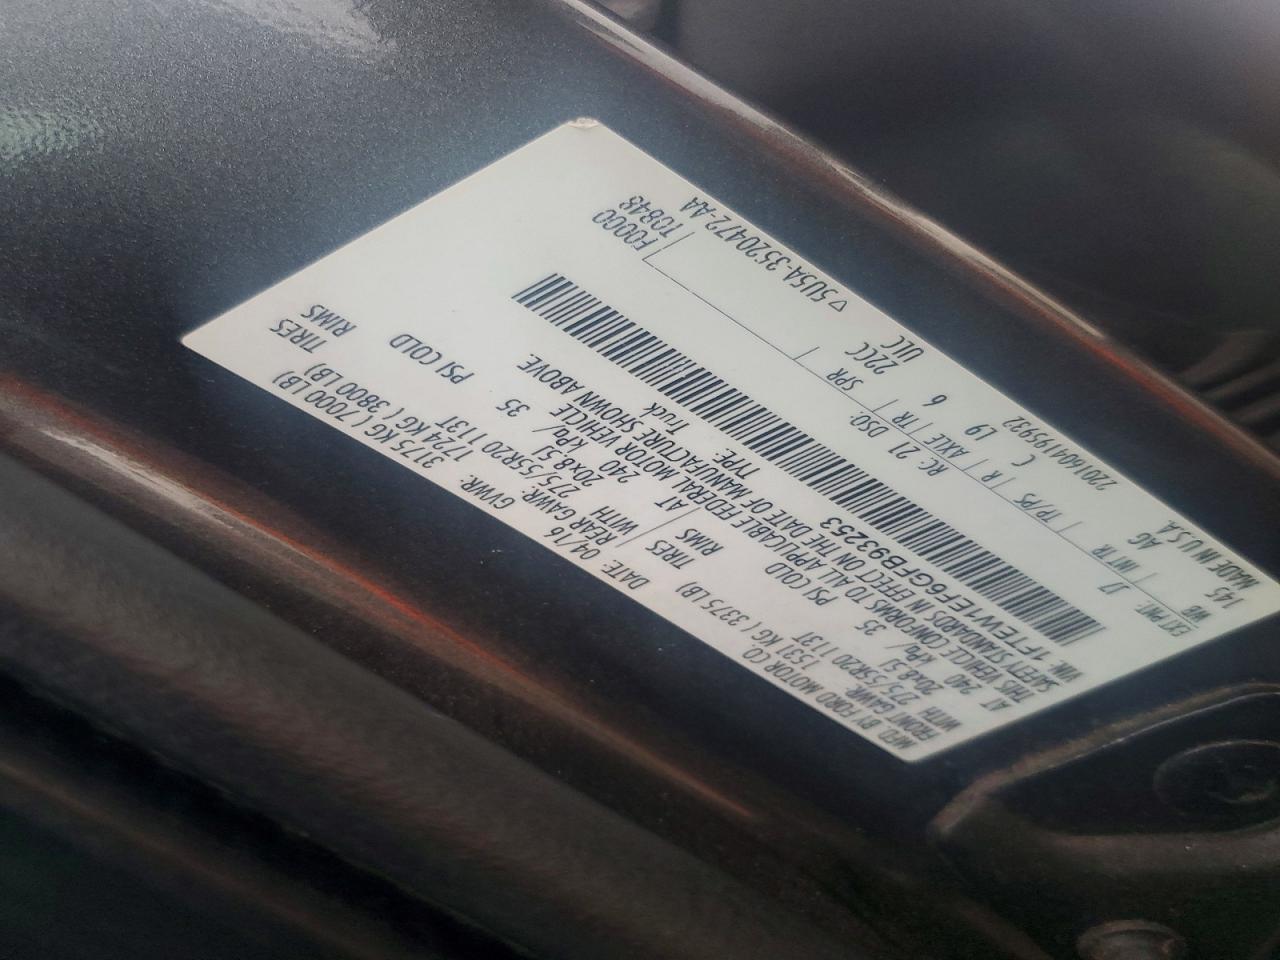 MFD. BY FORD MOTOR CO.
DATE: 04/16 GVWR: 3175 KG ( 7000 LB)
FRONT GAWR: 1531 KG ( 3375 LB) REAR GAWR: 1724 KG ( 3800 LB)
WITH 275/55R20 113T TIRES WITH 275/55R20 113T TIRES
20x8.5J RIMS 20x8.5J RIMS
AT 240 kPa/ 35 PSI COLD AT 240 kPa/ 35 PSI COLD
THIS VEHICLE CONFORMS TO ALL APPLICABLE FEDERAL MOTOR VEHICLE
SAFETY STANDARDS IN EFFECT ON THE DATE OF MANUFACTURE SHOWN ABOVE
VIN: 1FTEW1EF6GFB93253 TYPE: Truck
F0000
T0848
EXT PNT: J7 RC: 21 DSO:
WB INT TR TP/PS R AXLE TR SPR
145 AG C L9 6 22CC
MADE IN U.S.A. 2201604195932 UTC
▽5U5A-3520472-AA